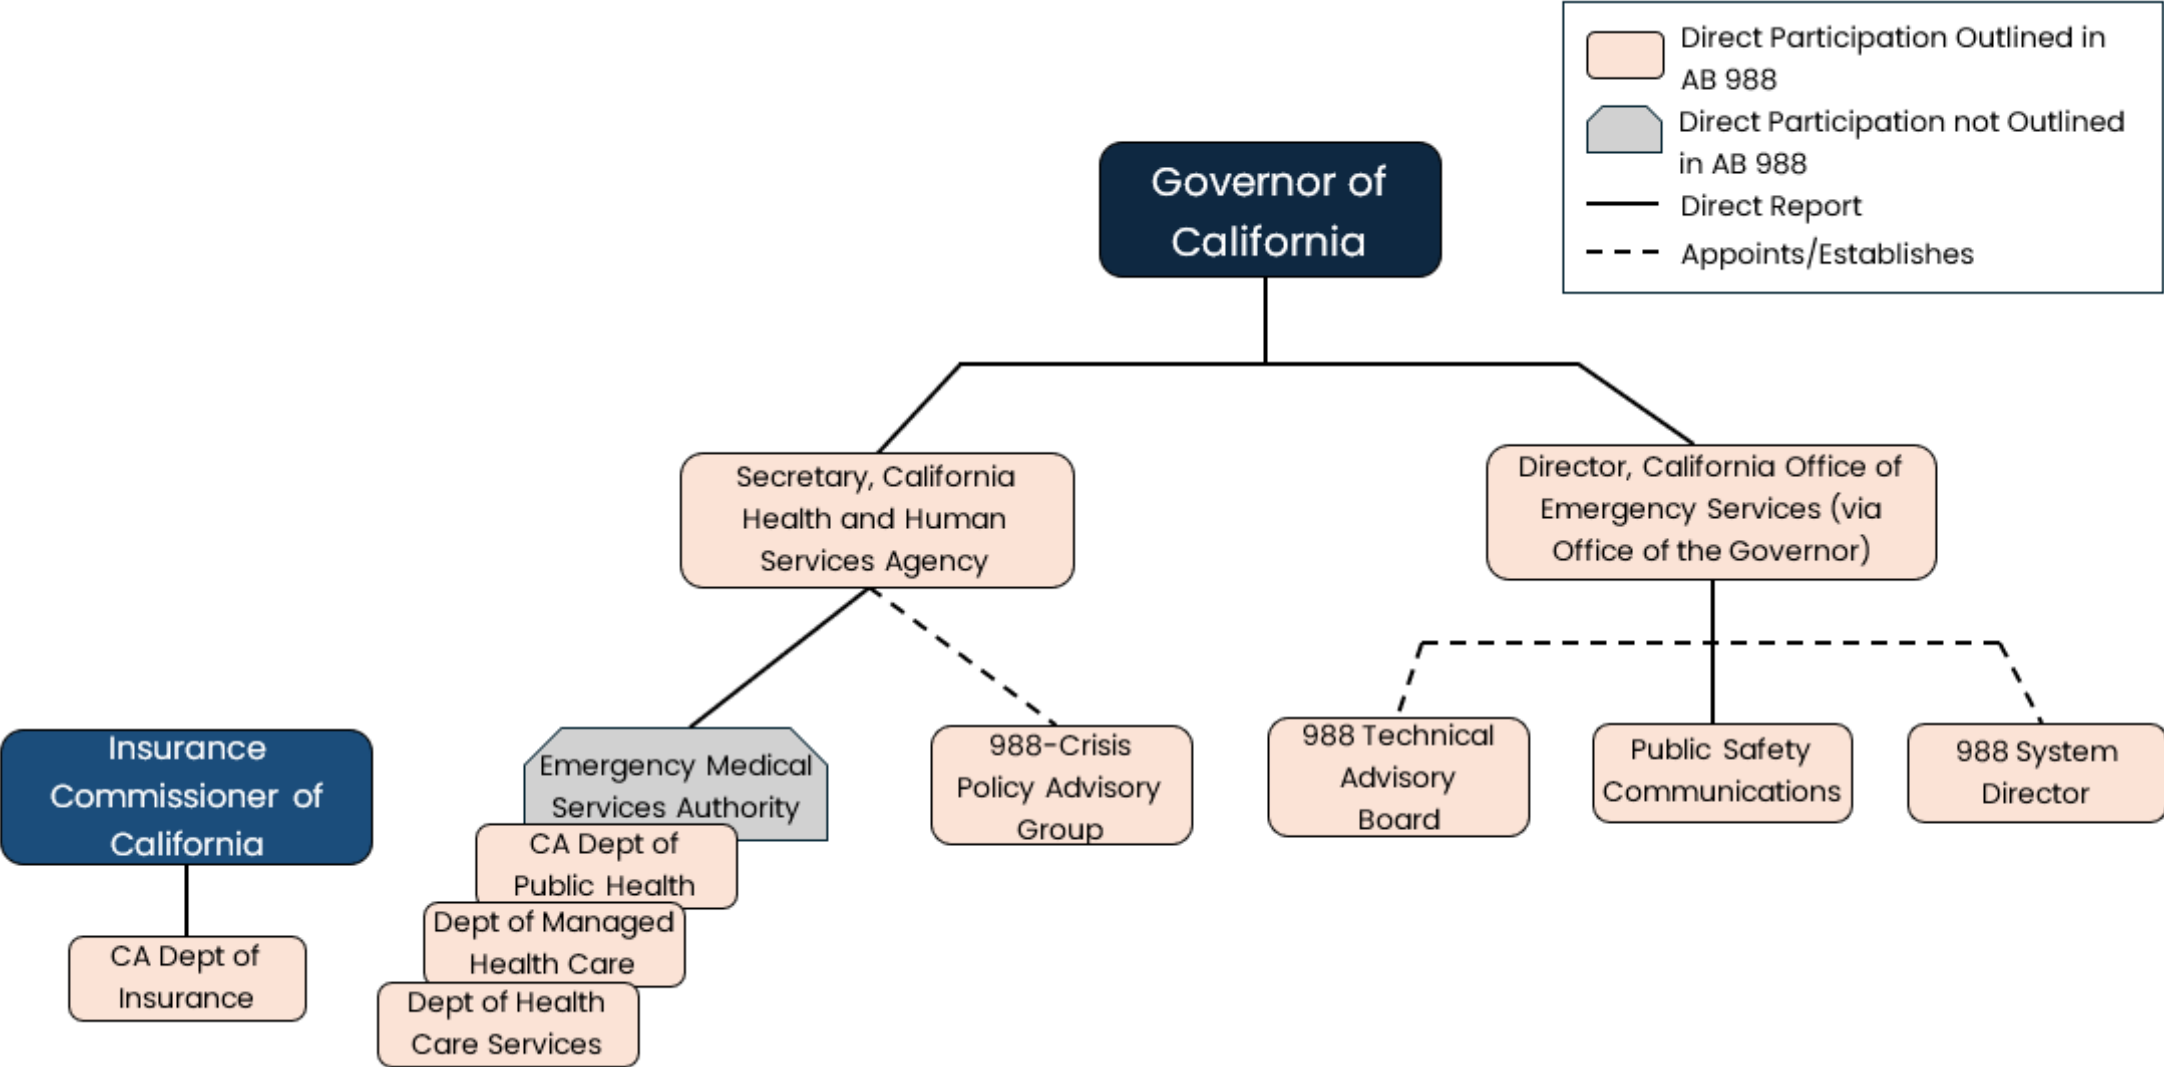 Direct Participation Outlined in
AB 988
Direct Participation not Outlined
in AB 988
Direct Report
Appoints/Establishes
Governor of
California
Secretary, California
Health and Human
Services Agency
Director, California Office of
Emergency Services (via
Office of the Governor)
Insurance
Commissioner of
California
CA Dept of
Insurance
Emergency Medical
Services Authority
CA Dept of
Public Health
Dept of Managed
Health Care
Dept of Health
Care Services
988-Crisis
Policy Advisory
Group
988 Technical
Advisory
Board
Public Safety
Communications
988 System
Director